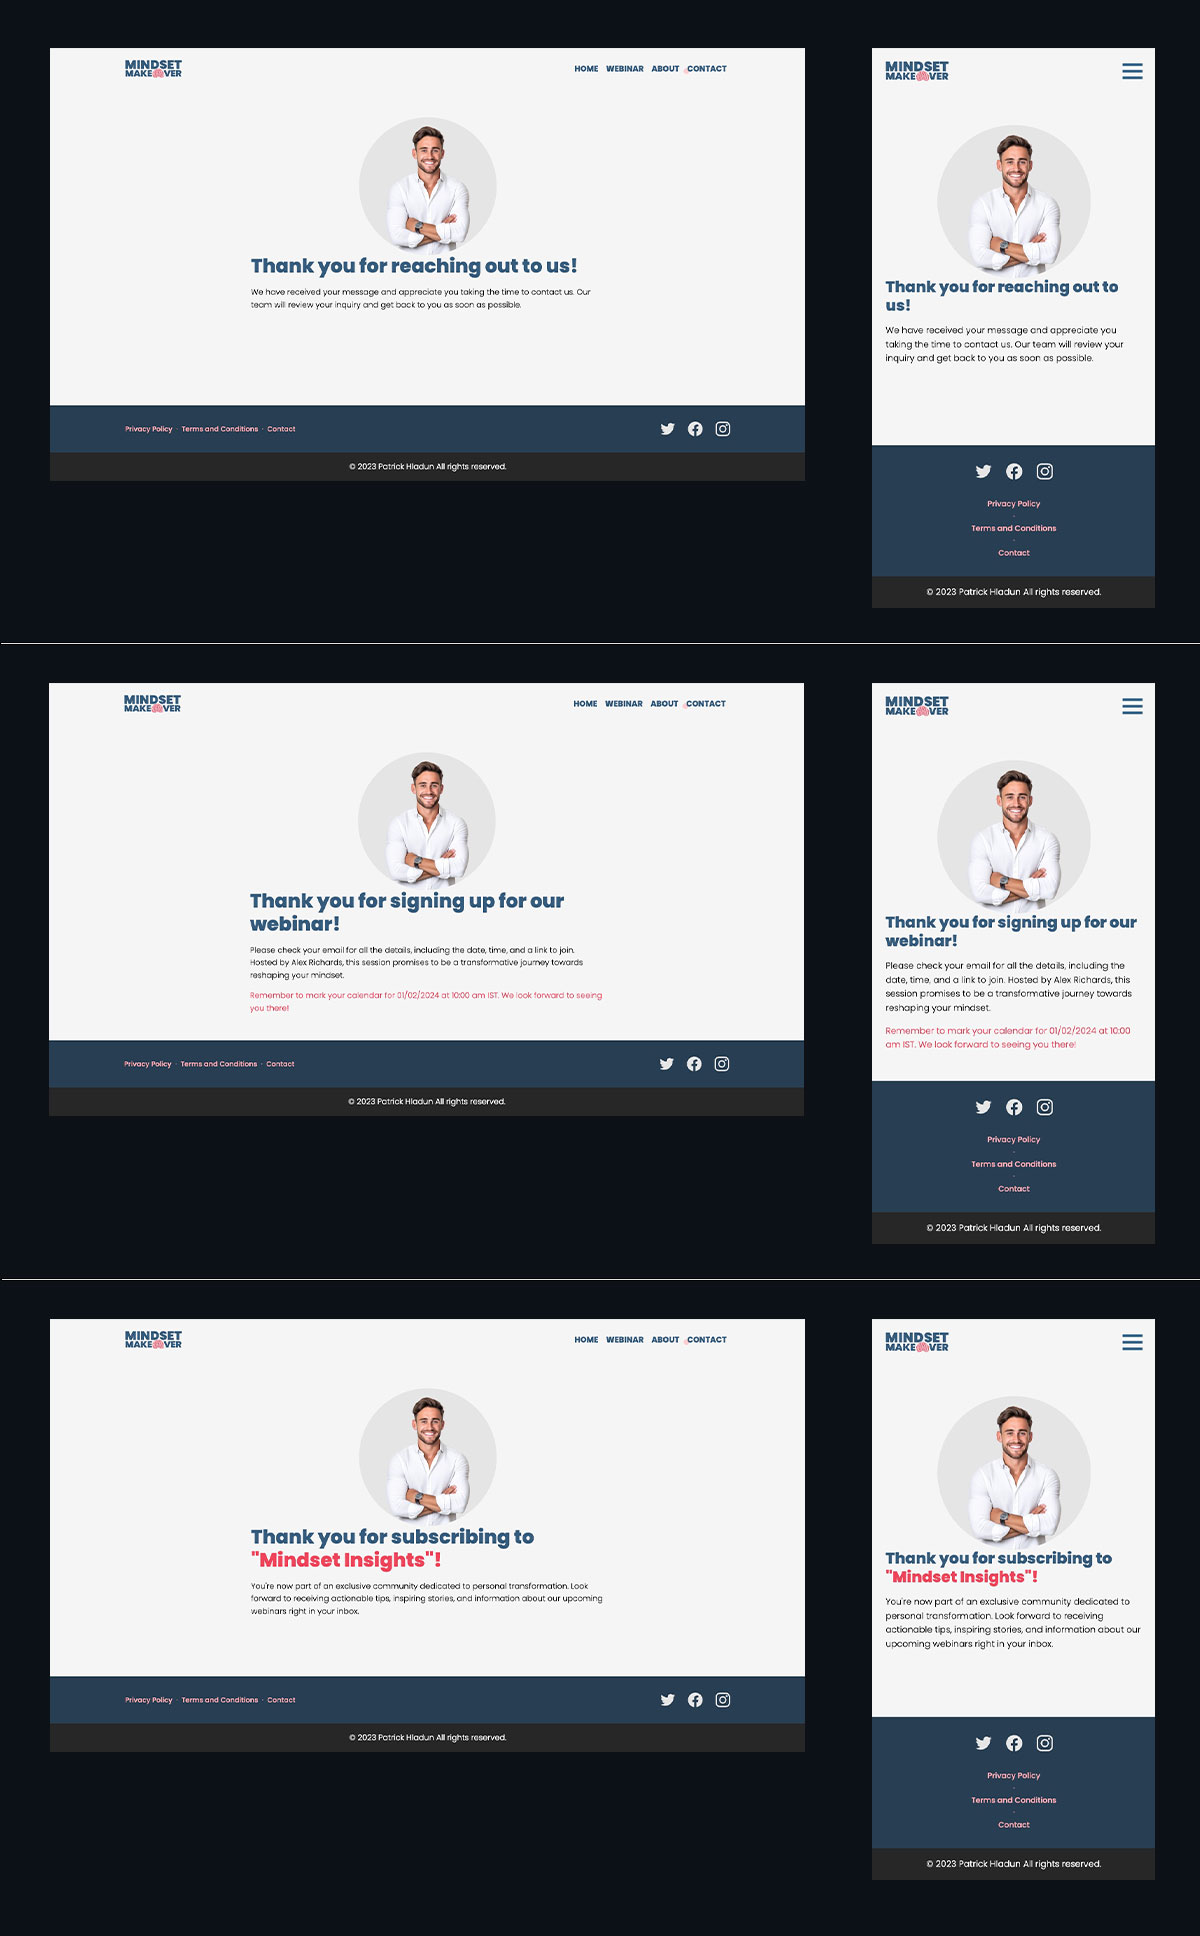 MINDSET
MAKEOVER
HOME WEBINAR ABOUT CONTACT
Thank you for reaching out to us!
We have received your message and appreciate you taking the time to contact us. Our
team will review your inquiry and get back to you as soon as possible.
Privacy Policy · Terms and Conditions · Contact
© 2023 Patrick Hladun All rights reserved.
MINDSET
MAKEOVER
Thank you for reaching out to
us!
We have received your message and appreciate you
taking the time to contact us. Our team will review your
inquiry and get back to you as soon as possible.
Privacy Policy
·
Terms and Conditions
·
Contact
© 2023 Patrick Hladun All rights reserved.
MINDSET
MAKEOVER
HOME WEBINAR ABOUT CONTACT
Thank you for signing up for our
webinar!
Please check your email for all the details, including the date, time, and a link to join.
Hosted by Alex Richards, this session promises to be a transformative journey towards
reshaping your mindset.
Remember to mark your calendar for 01/02/2024 at 10:00 am IST. We look forward to seeing
you there!
Privacy Policy · Terms and Conditions · Contact
© 2023 Patrick Hladun All rights reserved.
MINDSET
MAKEOVER
Thank you for signing up for our
webinar!
Please check your email for all the details, including the
date, time, and a link to join. Hosted by Alex Richards, this
session promises to be a transformative journey towards
reshaping your mindset.
Remember to mark your calendar for 01/02/2024 at 10:00
am IST. We look forward to seeing you there!
Privacy Policy
·
Terms and Conditions
·
Contact
© 2023 Patrick Hladun All rights reserved.
MINDSET
MAKEOVER
HOME WEBINAR ABOUT CONTACT
Thank you for subscribing to
"Mindset Insights"!
You're now part of an exclusive community dedicated to personal transformation. Look
forward to receiving actionable tips, inspiring stories, and information about our upcoming
webinars right in your inbox.
Privacy Policy · Terms and Conditions · Contact
© 2023 Patrick Hladun All rights reserved.
MINDSET
MAKEOVER
Thank you for subscribing to
"Mindset Insights"!
You're now part of an exclusive community dedicated to
personal transformation. Look forward to receiving
actionable tips, inspiring stories, and information about our
upcoming webinars right in your inbox.
Privacy Policy
·
Terms and Conditions
·
Contact
© 2023 Patrick Hladun All rights reserved.